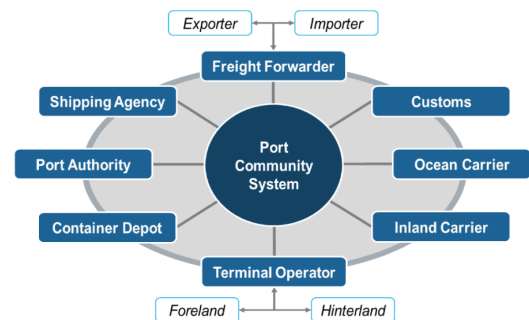 Exporter
Importer
Freight Forwarder
Shipping Agency
Customs
Port
Community
System
Port Authority
Ocean Carrier
Container Depot
Inland Carrier
Terminal Operator
Foreland
Hinterland